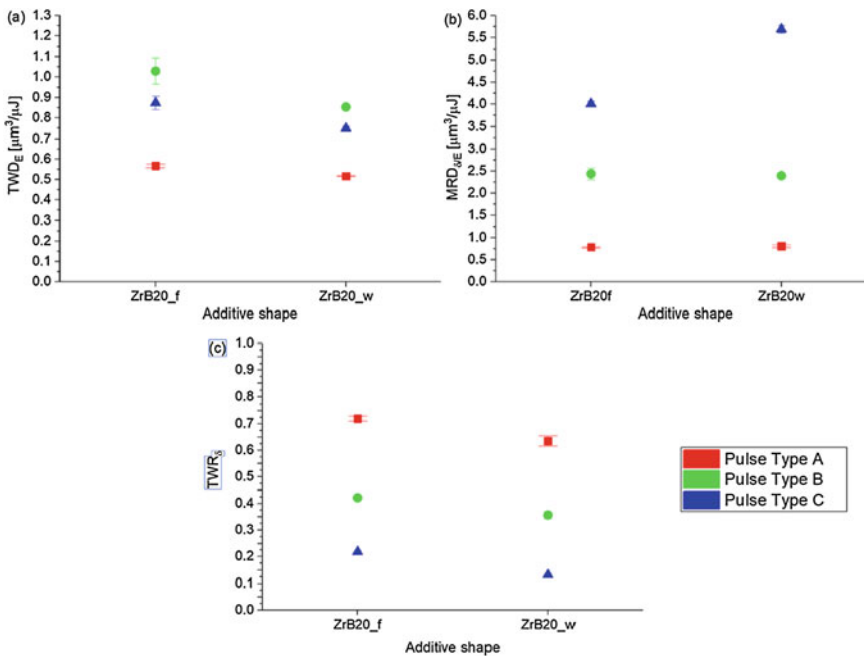 (a)
1.3
1.2
1.1
1.0
0.9
0.8
0.7
0.6
0.5
0.4
0.3
0.2
0.1
0.0
TWD_E [μm³/μJ]
ZrB20_f ZrB20_w
Additive shape
(b)
6.0
5.5
5.0
4.5
4.0
3.5
3.0
2.5
2.0
1.5
1.0
0.5
0.0
MRD_δ/E [μm³/μJ]
ZrB20f ZrB20w
Additive shape
(c)
1.0
0.9
0.8
0.7
0.6
0.5
0.4
0.3
0.2
0.1
0.0
TWR_δ
ZrB20_f ZrB20_w
Additive shape
Pulse Type A
Pulse Type B
Pulse Type C